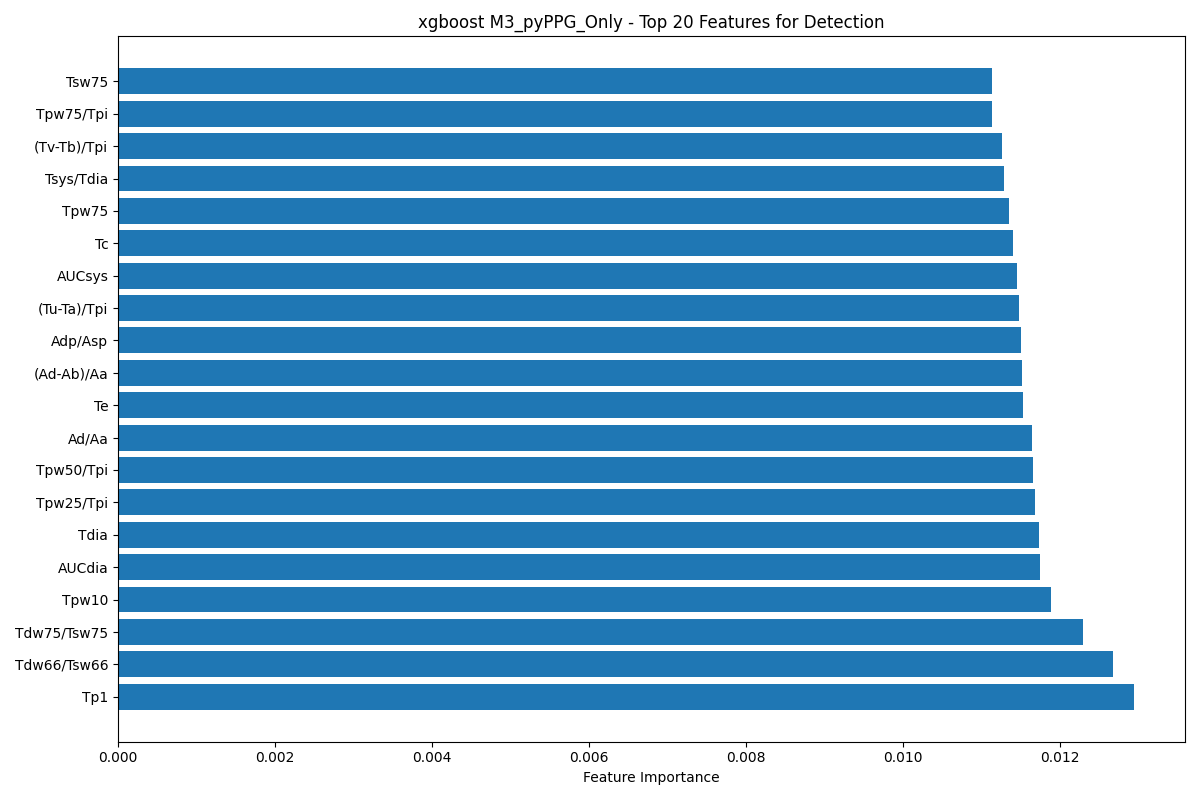 xgboost M3_pyPPG_Only - Top 20 Features for Detection
Tsw75
Tpw75/Tpi
(Tv-Tb)/Tpi
Tsys/Tdia
Tpw75
Tc
AUCsys
(Tu-Ta)/Tpi
Adp/Asp
(Ad-Ab)/Aa
Te
Ad/Aa
Tpw50/Tpi
Tpw25/Tpi
Tdia
AUCdia
Tpw10
Tdw75/Tsw75
Tdw66/Tsw66
Tp1
0.000 0.002 0.004 0.006 0.008 0.010 0.012
Feature Importance